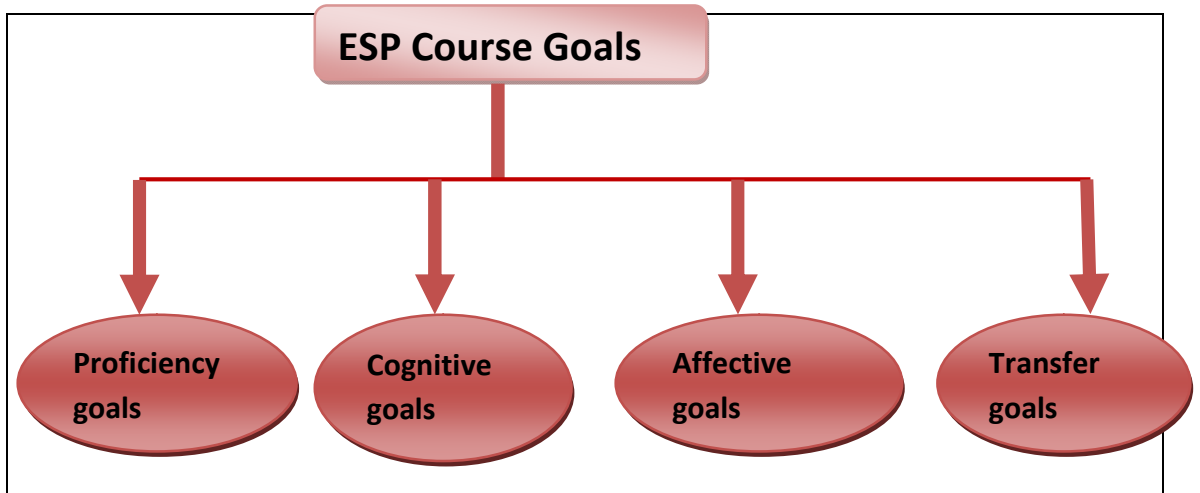 ESP Course Goals
Proficiency
goals
Cognitive
goals
Affective
goals
Transfer
goals